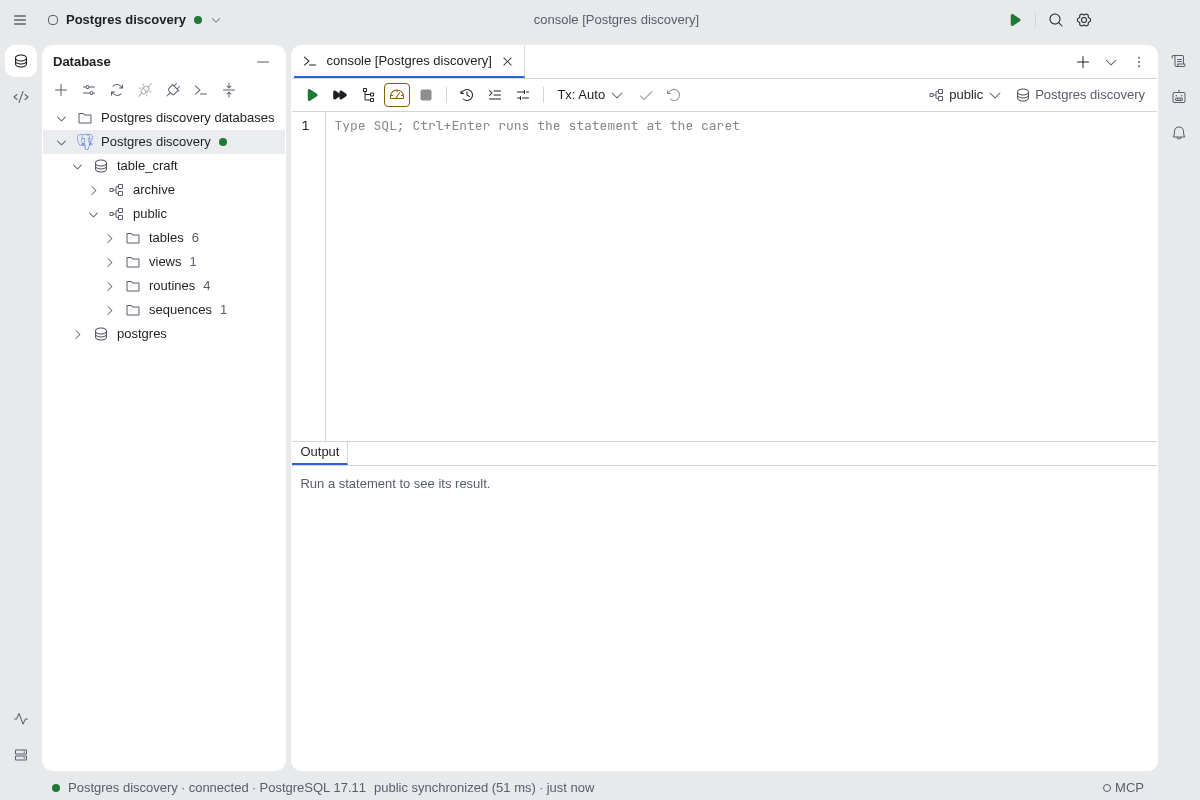 Postgres discovery
console [Postgres discovery]
Database
console [Postgres discovery]
Tx: Auto
public
Postgres discovery
Postgres discovery databases
Postgres discovery
table_craft
archive
public
tables 6
views 1
routines 4
sequences 1
postgres
1
Type SQL; Ctrl+Enter runs the statement at the caret
Output
Run a statement to see its result.
Postgres discovery · connected · PostgreSQL 17.11 public synchronized (51 ms) · just now
MCP